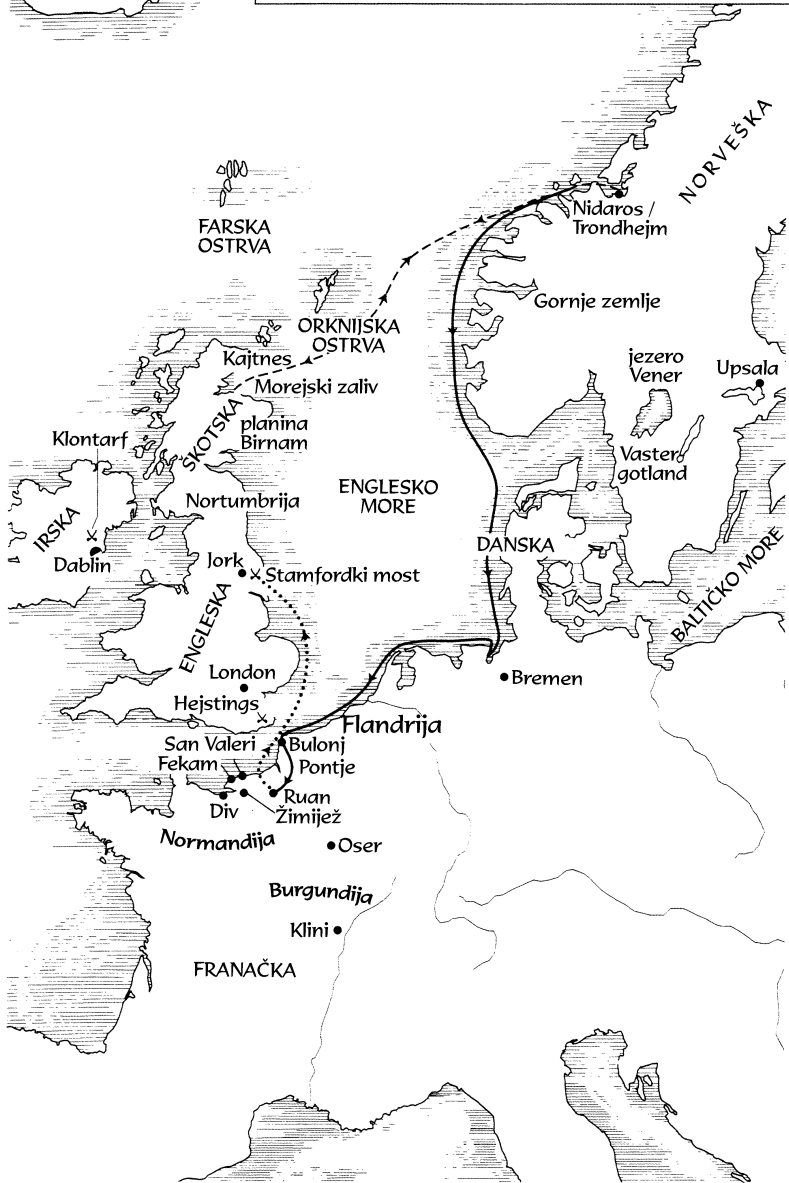 NORVEŠKA
Nidaros /
Trondhejm
FARSKA
OSTRVA
Gornje zemlje
ORKNIJSKA
OSTRVA
Kajtnes
Morejski zaliv
jezero
Vener
Upsala
ŠKOTSKA
planina
Birnam
Klontarf
Vaster
gotland
ENGLESKO
MORE
Nortumbrija
IRSKA
Dablin
DANSKA
BALTIČKO MORE
Jork
Stamfordki most
ENGLESKA
London
Bremen
Hejstings
Flandrija
San Valeri
Bulonj
Fekam
Pontje
Ruan
Div
Žimijež
Normandija
Oser
Burgundija
Klini
FRANAČKA